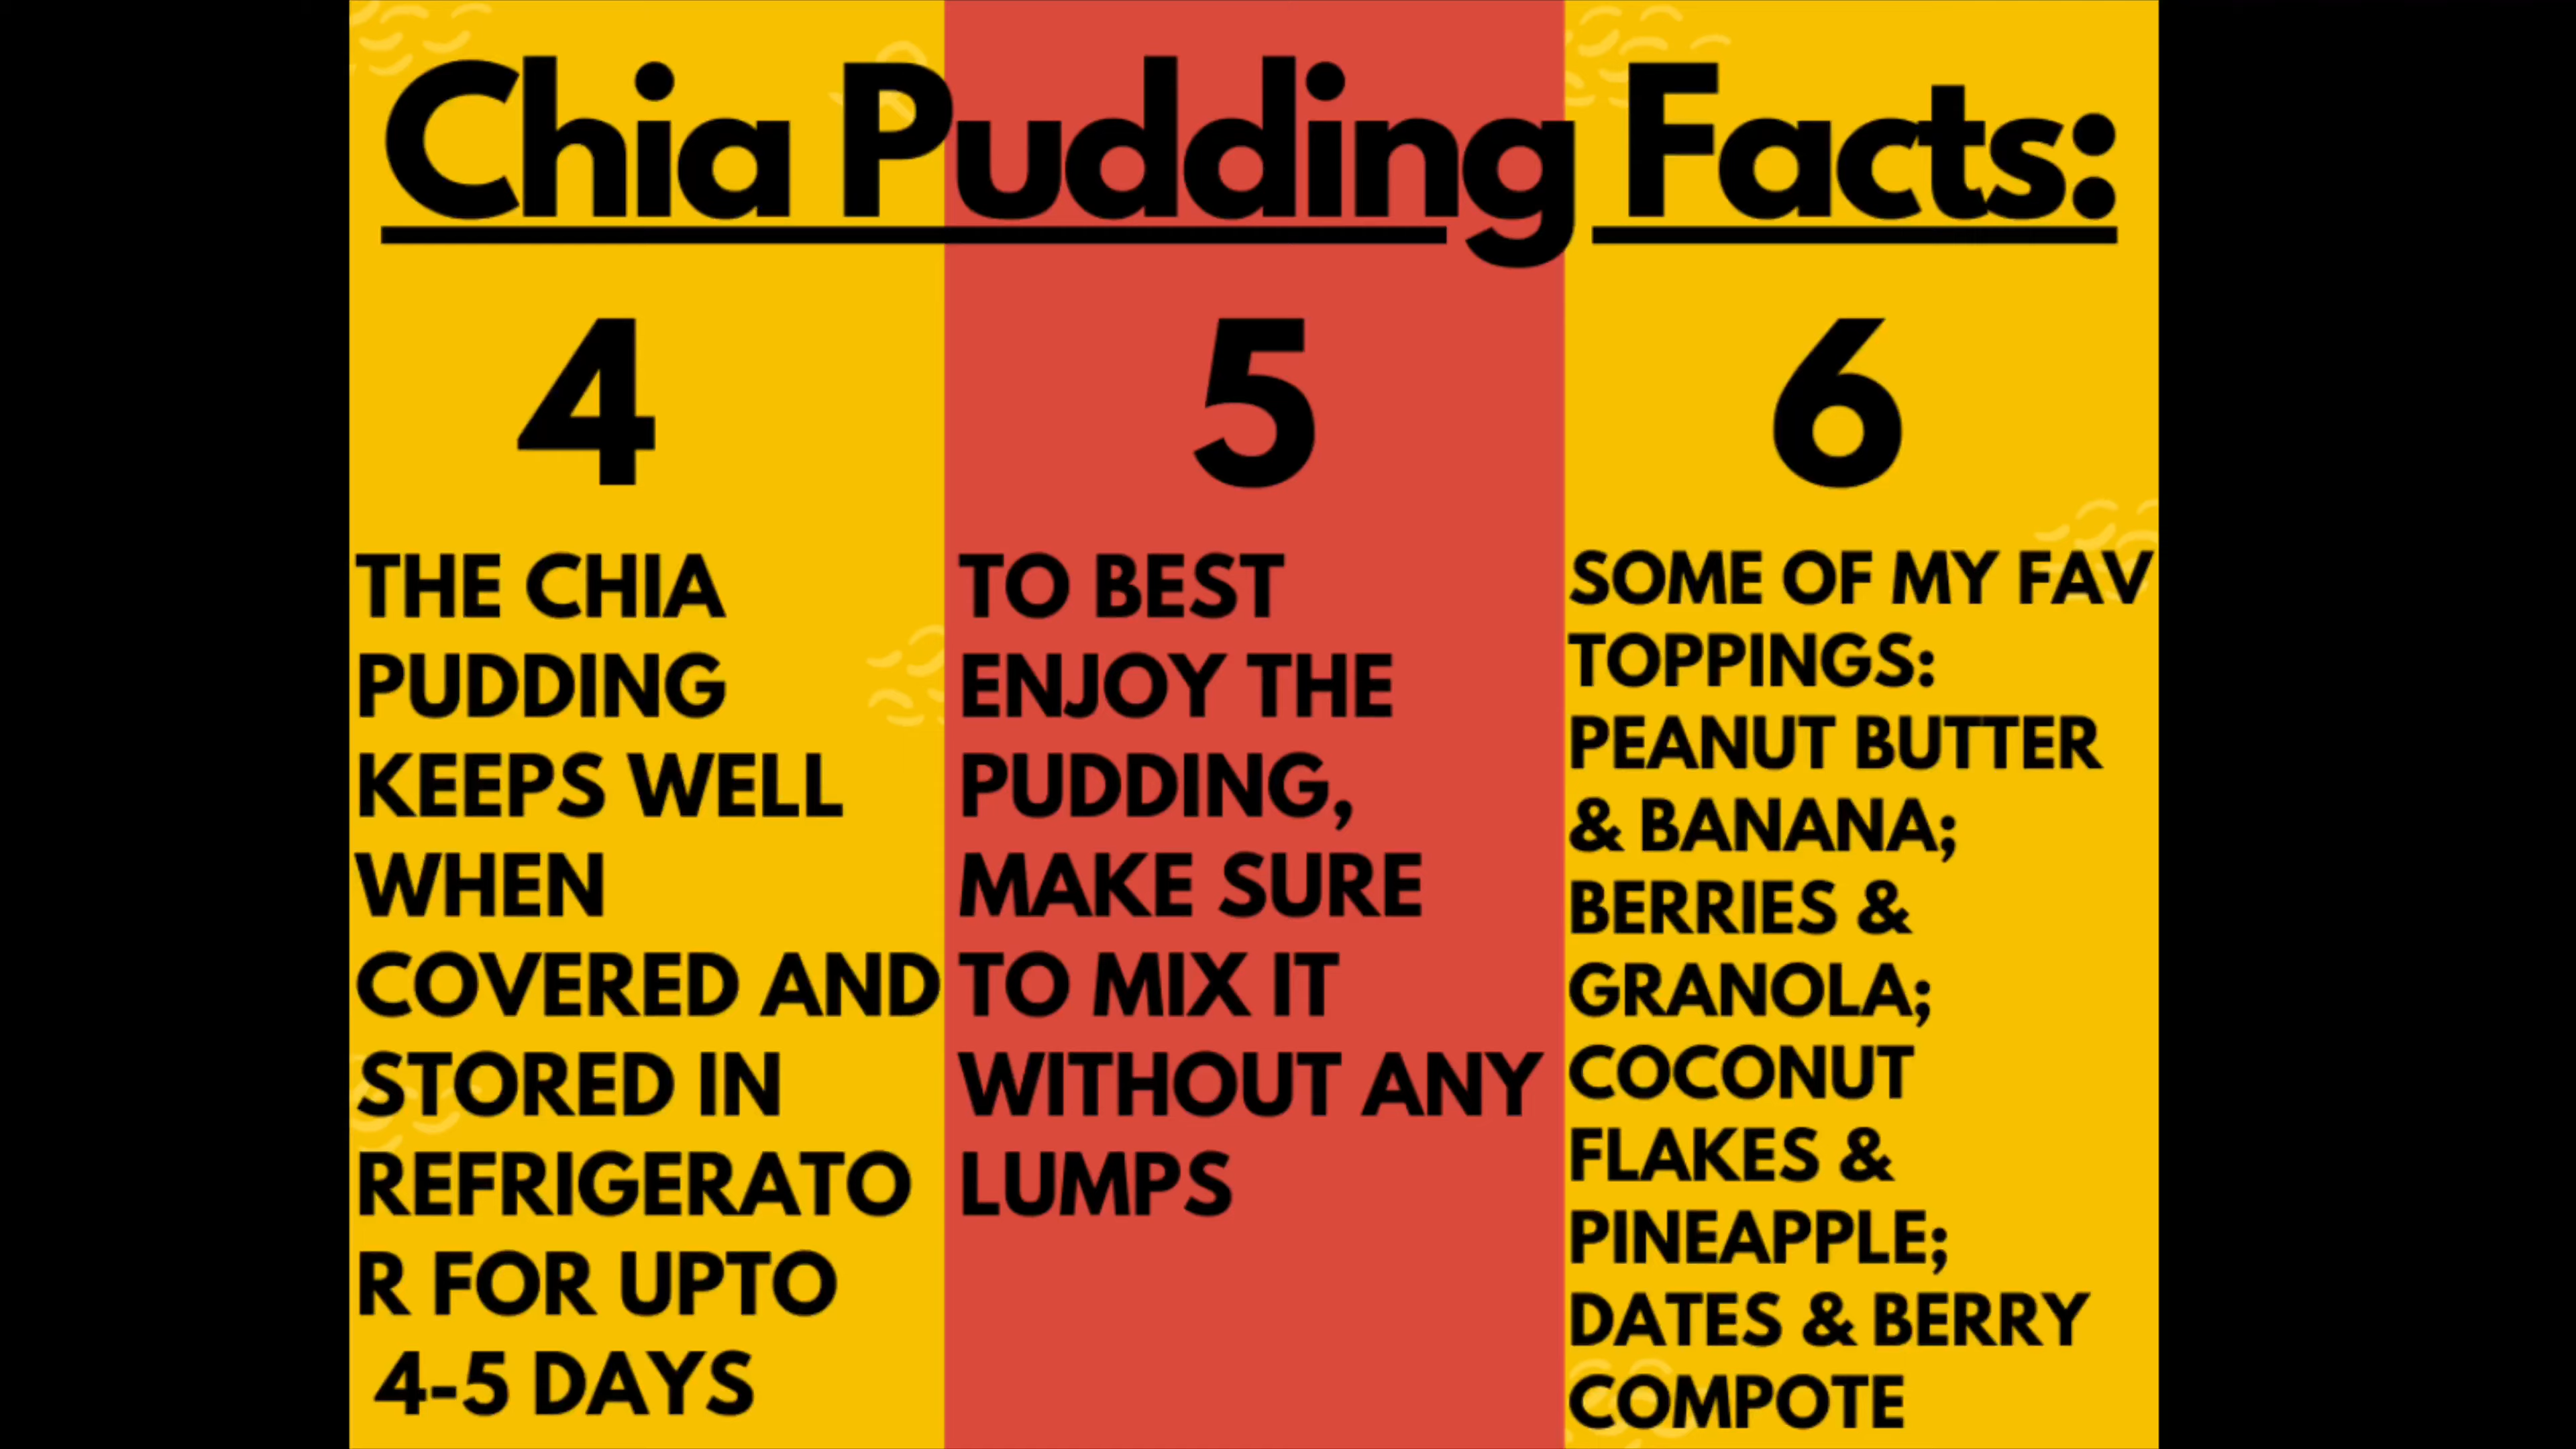 Chia Pudding Facts:
4
THE CHIA
PUDDING
KEEPS WELL
WHEN
COVERED AND
STORED IN
REFRIGERATO
R FOR UPTO
4-5 DAYS
5
TO BEST
ENJOY THE
PUDDING,
MAKE SURE
TO MIX IT
WITHOUT ANY
LUMPS
6
SOME OF MY FAV
TOPPINGS:
PEANUT BUTTER
& BANANA;
BERRIES &
GRANOLA;
COCONUT
FLAKES &
PINEAPPLE;
DATES & BERRY
COMPOTE